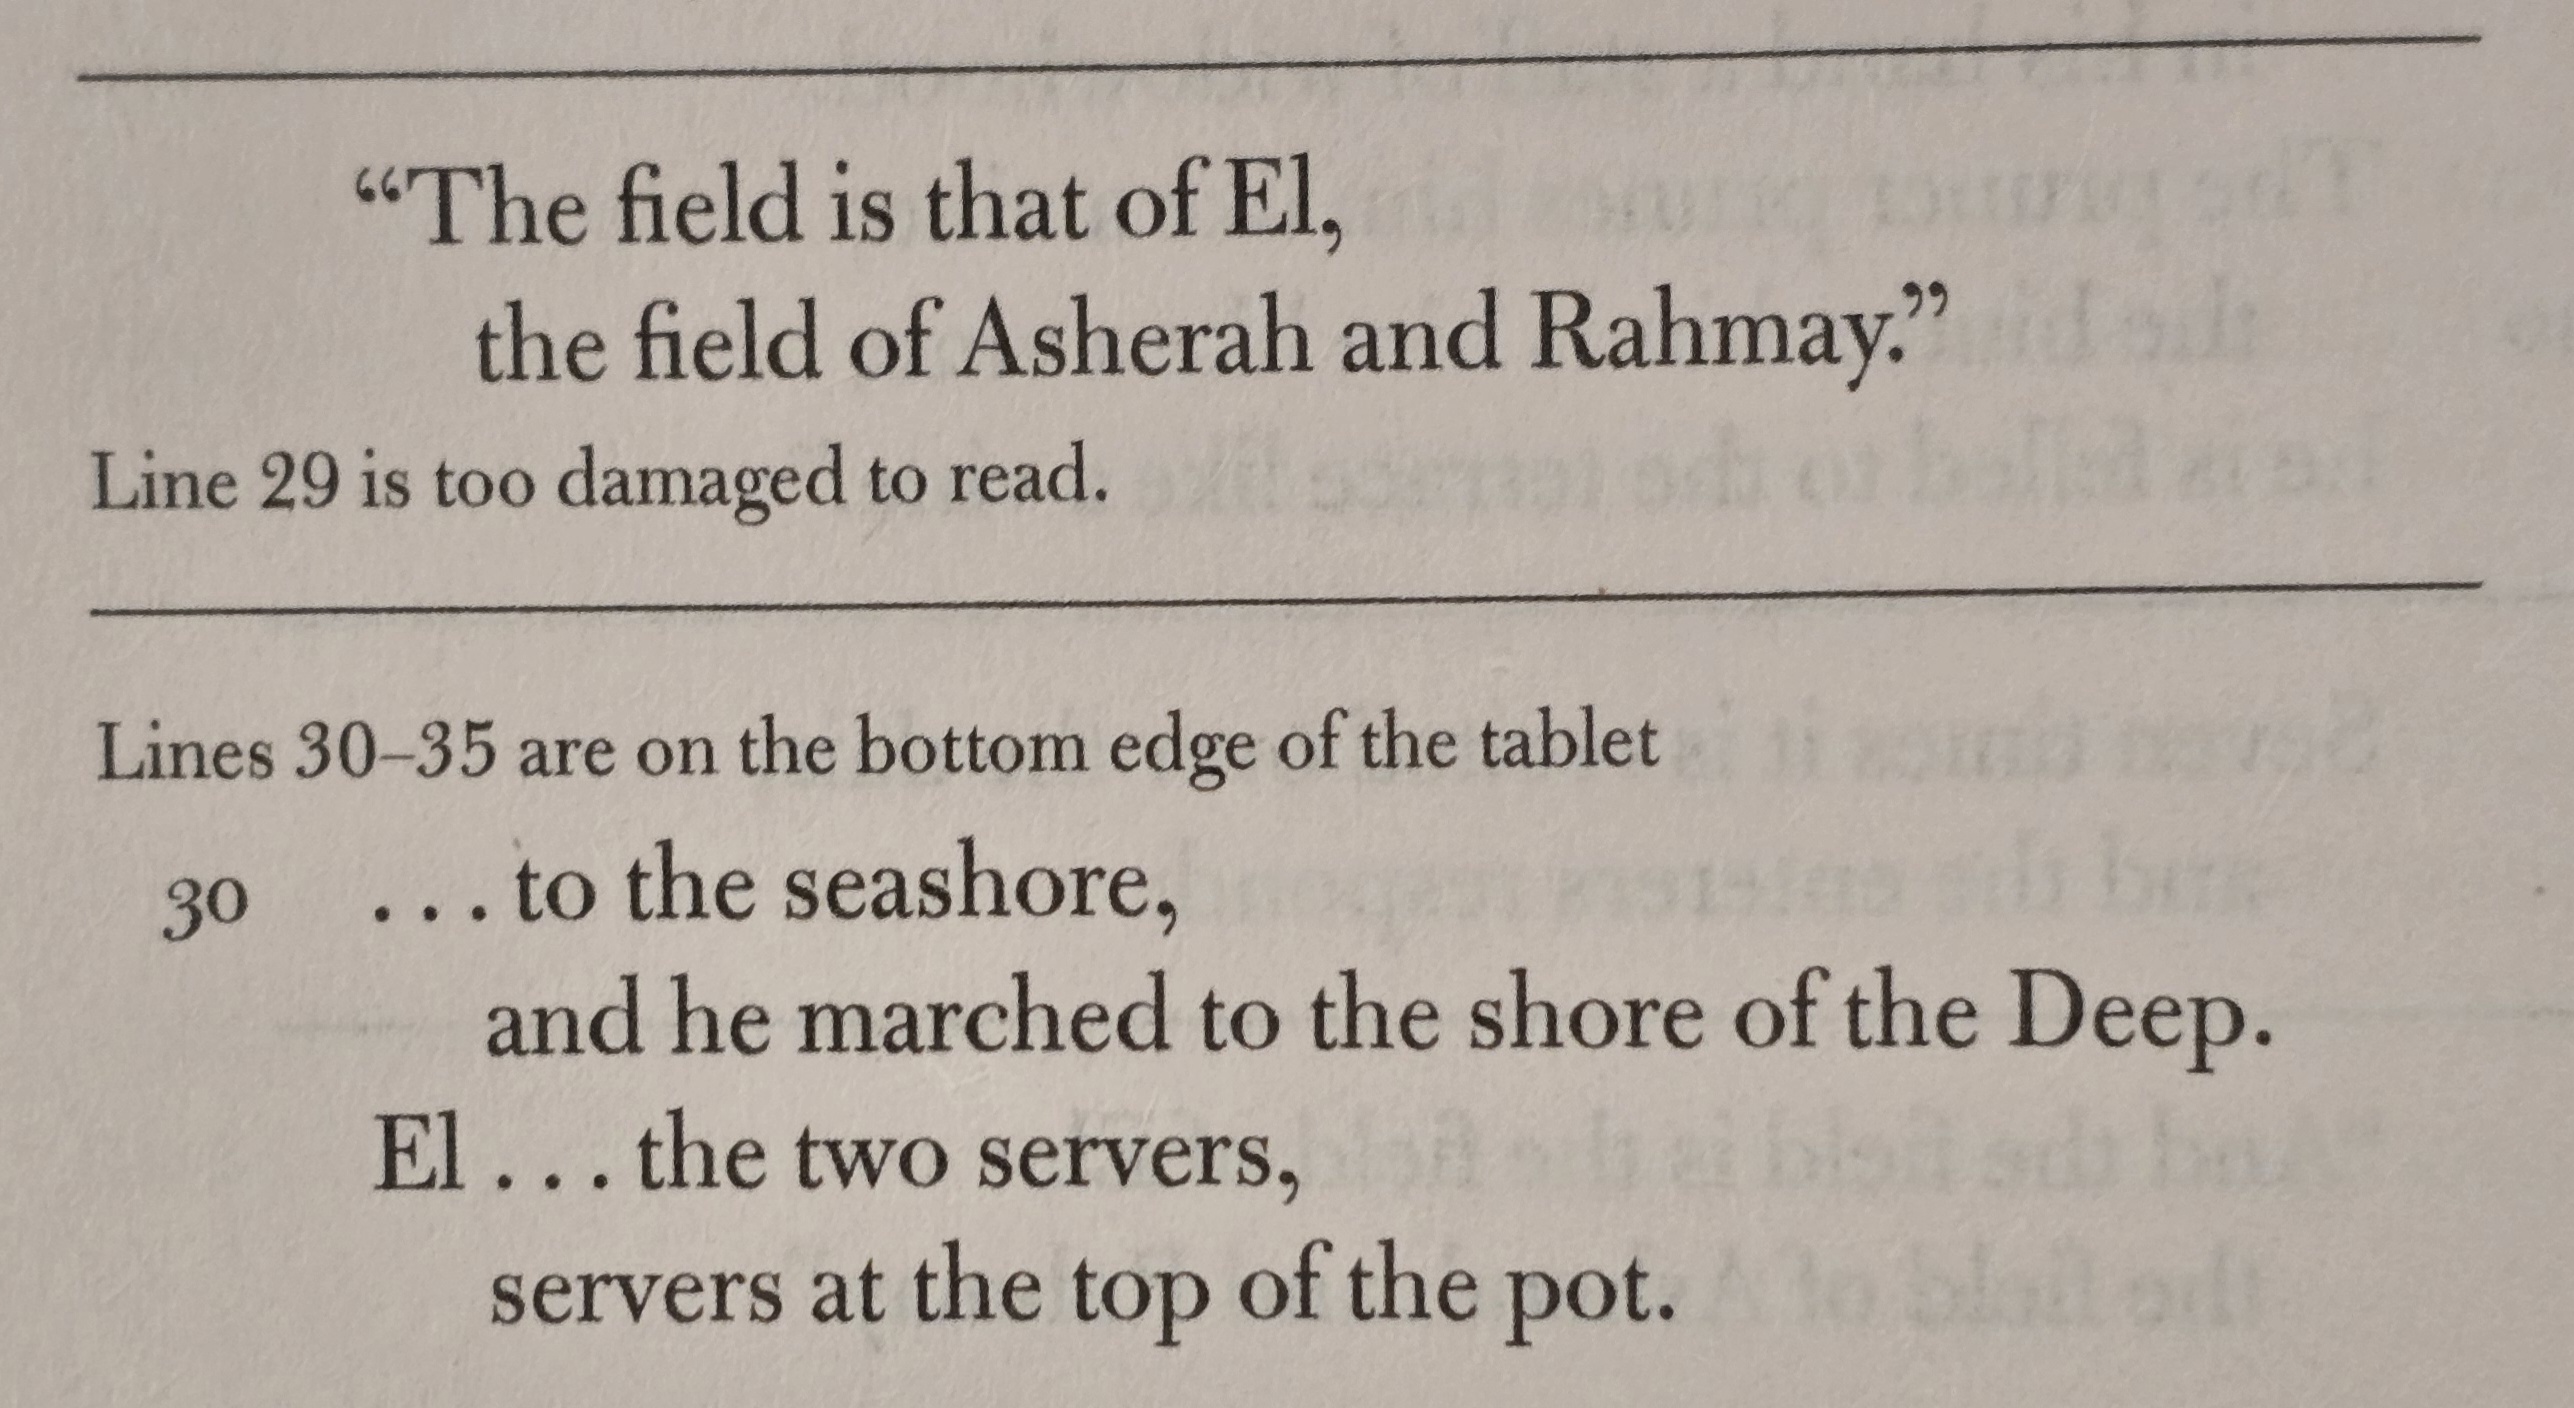 “The field is that of El,
the field of Asherah and Rahmay.”
Line 29 is too damaged to read.
Lines 30–35 are on the bottom edge of the tablet
30 . . . to the seashore,
and he marched to the shore of the Deep.
El . . . the two servers,
servers at the top of the pot.